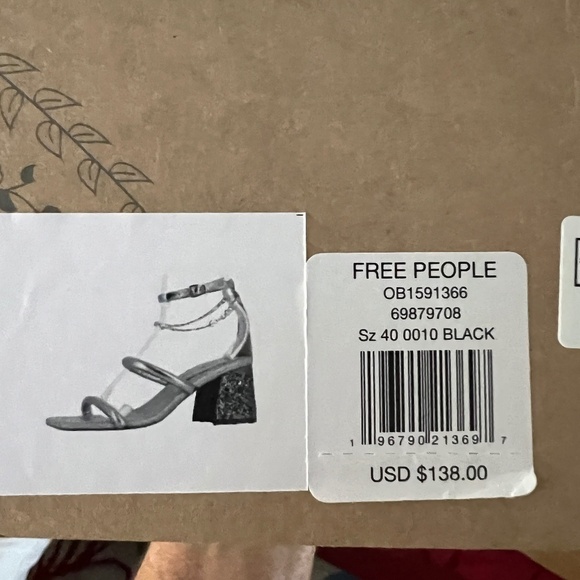 FREE PEOPLE
OB1591366
69879708
Sz 40 0010 BLACK
1 96790 21369 7
USD $138.00